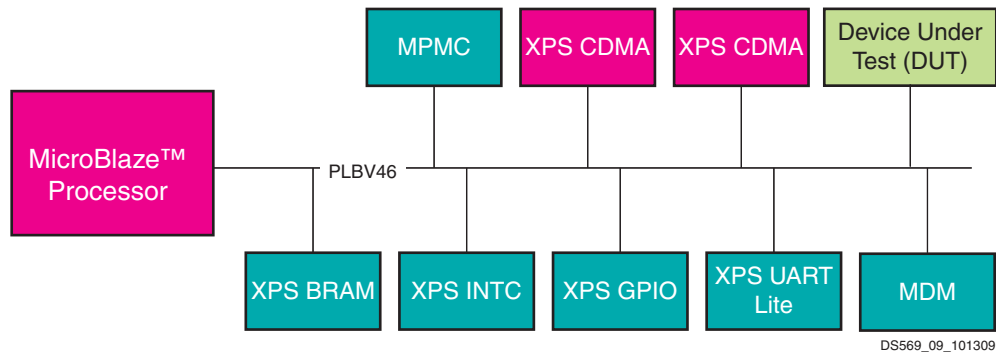 MPMC
XPS CDMA
XPS CDMA
Device Under
Test (DUT)
MicroBlaze™
Processor
PLBV46
XPS BRAM
XPS INTC
XPS GPIO
XPS UART
Lite
MDM
DS569_09_101309